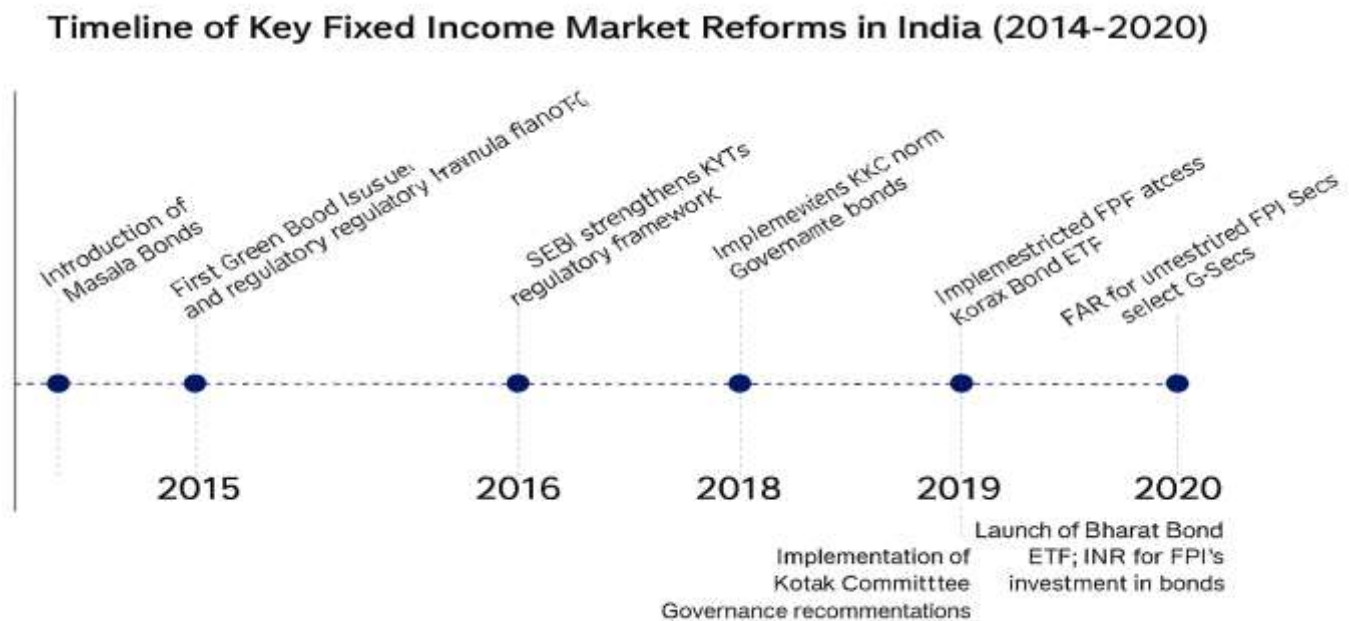 Timeline of Key Fixed Income Market Reforms in India (2014-2020)
Introduction of
Masala Bonds
First Green Bood Isusue:
and regulatory regulatory
SEBI strengthens KYTs
regulatory framework
Implemeviens KKC norm
Governamte bonds
Implemestricted FPF atcess
Korax Bond ETF
FAR for untestrized FPI Secs
select G-Secs
2015
2016
2018
2019
2020
Implementation of
Kotak Committtee
Governance recommentations
Launch of Bharat Bond
ETF; INR for FPI's
investment in bonds